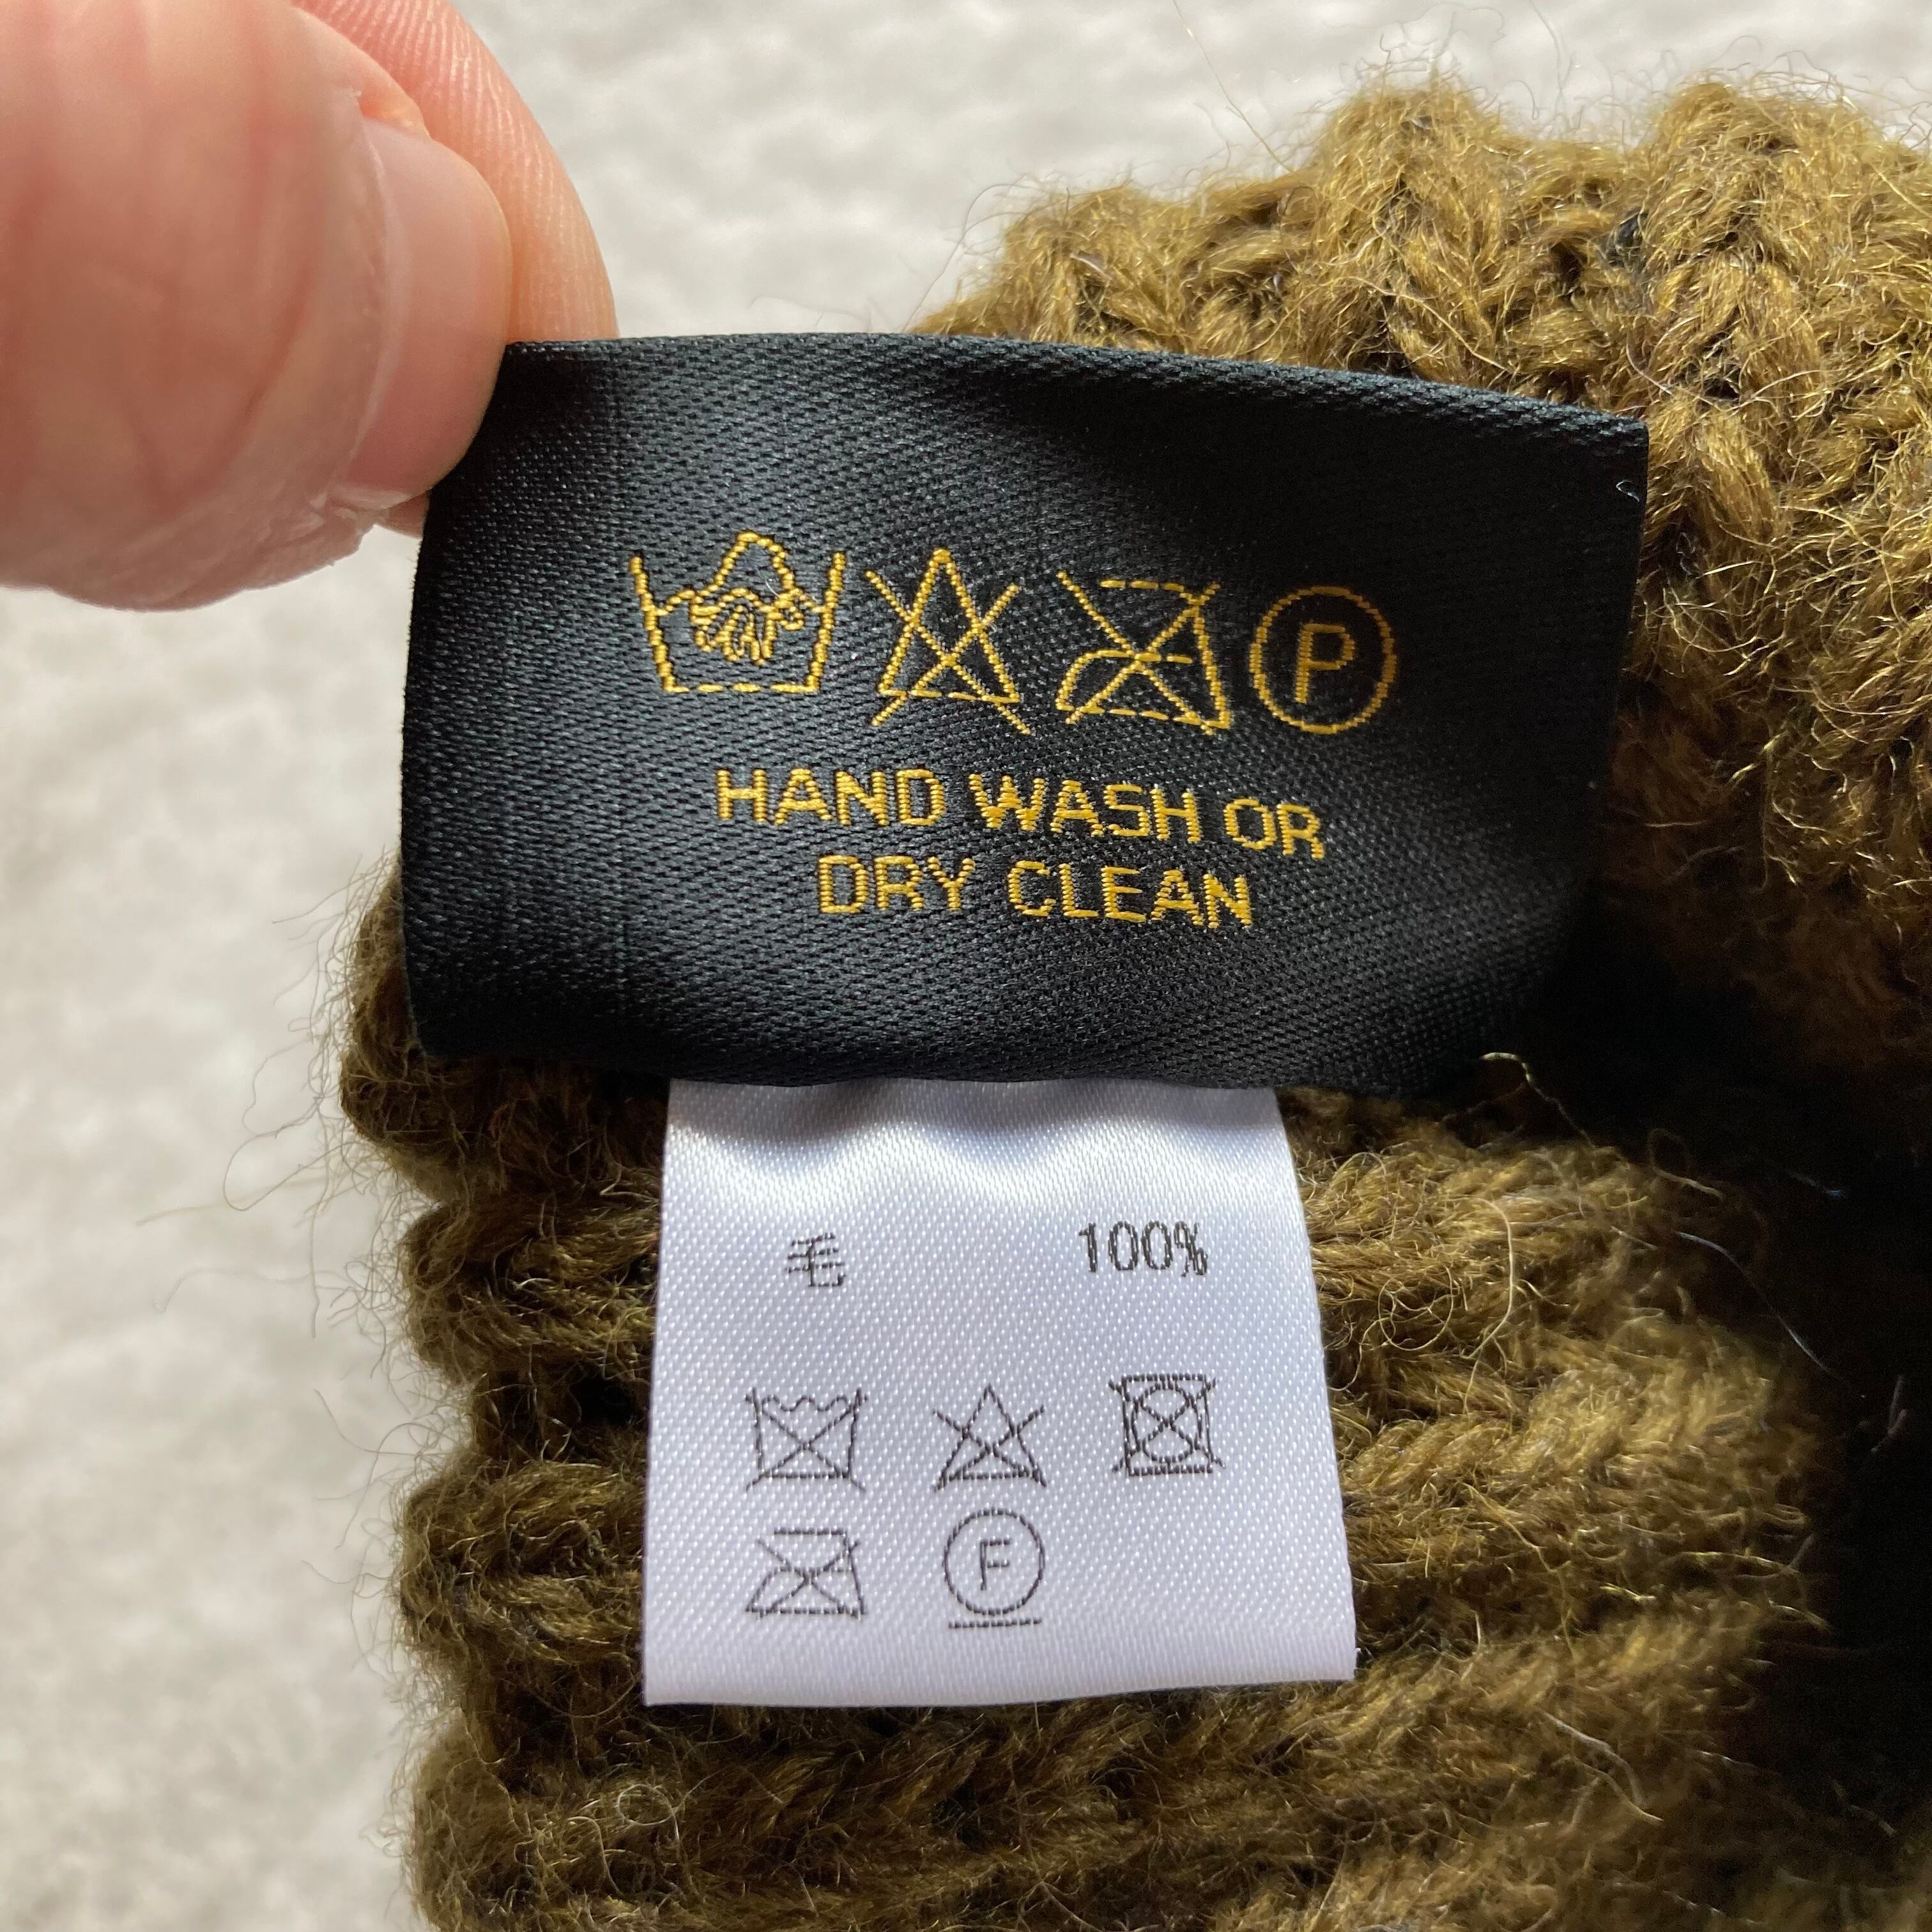 P
HAND WASH OR
DRY CLEAN
毛 100%
F